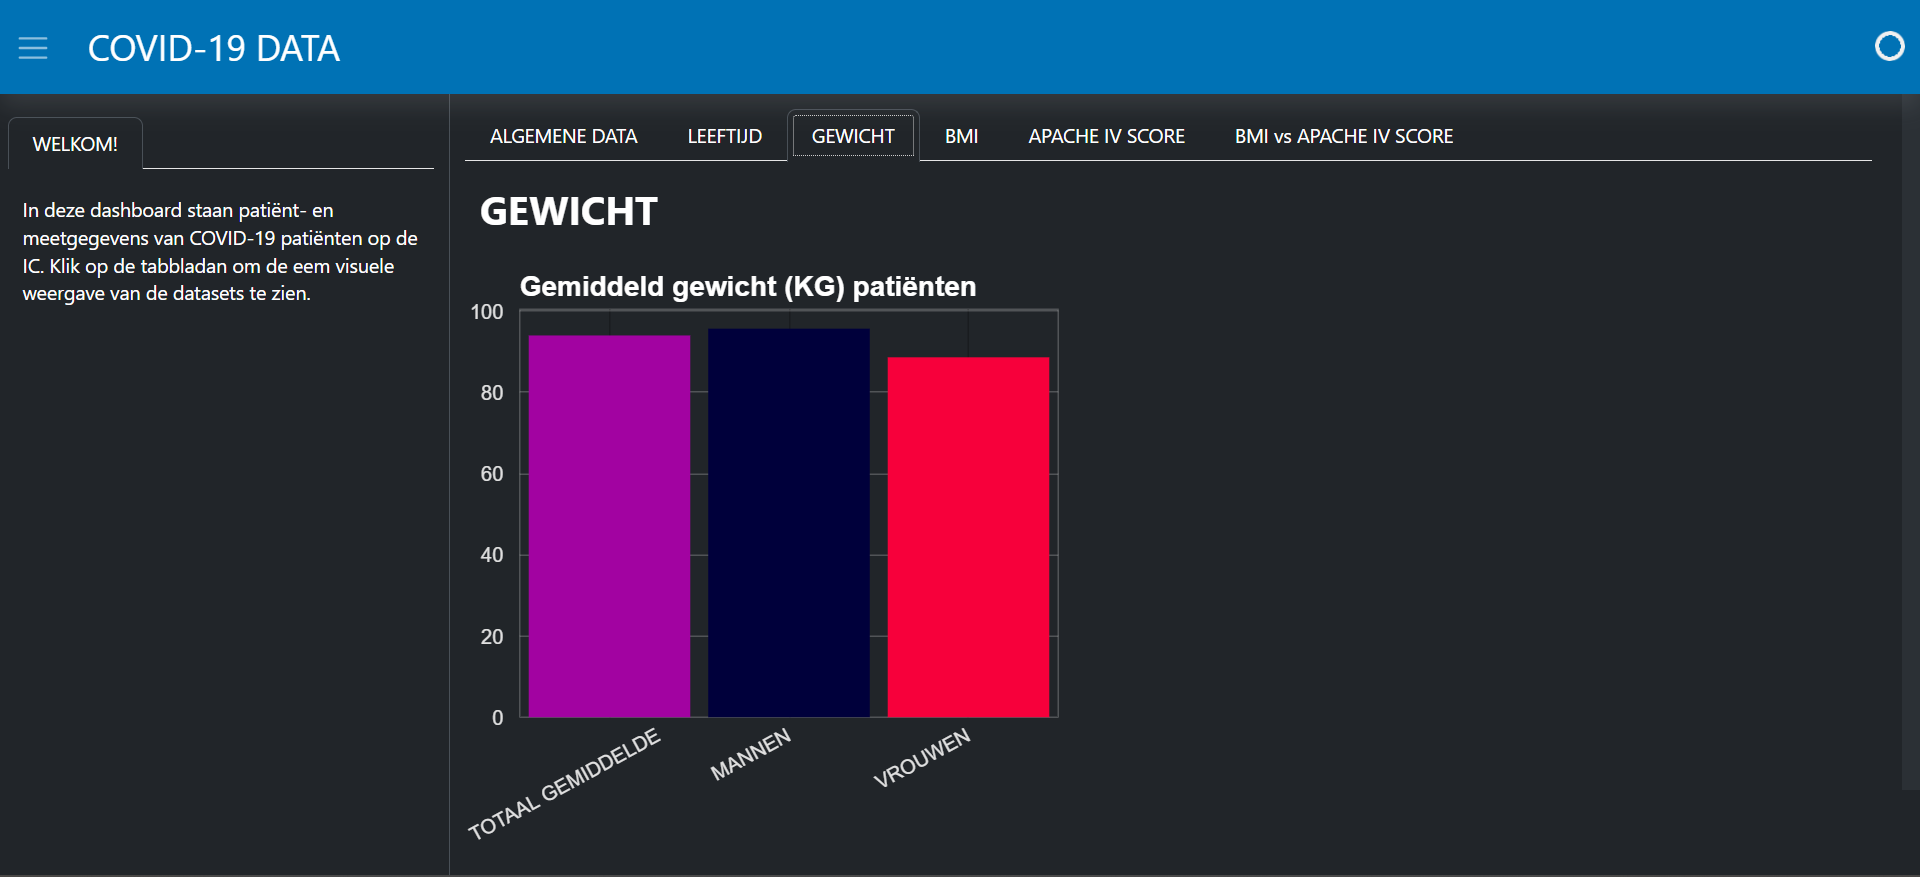 COVID-19 DATA
WELKOM!
In deze dashboard staan patiënt- en
meetgegevens van COVID-19 patiënten op de
IC. Klik op de tabbladan om de eem visuele
weergave van de datasets te zien.
ALGEMENE DATA LEEFTIJD GEWICHT BMI APACHE IV SCORE BMI vs APACHE IV SCORE
GEWICHT
Gemiddeld gewicht (KG) patiënten
100
80
60
40
20
0
TOTAAL GEMIDDELDE
MANNEN
VROUWEN